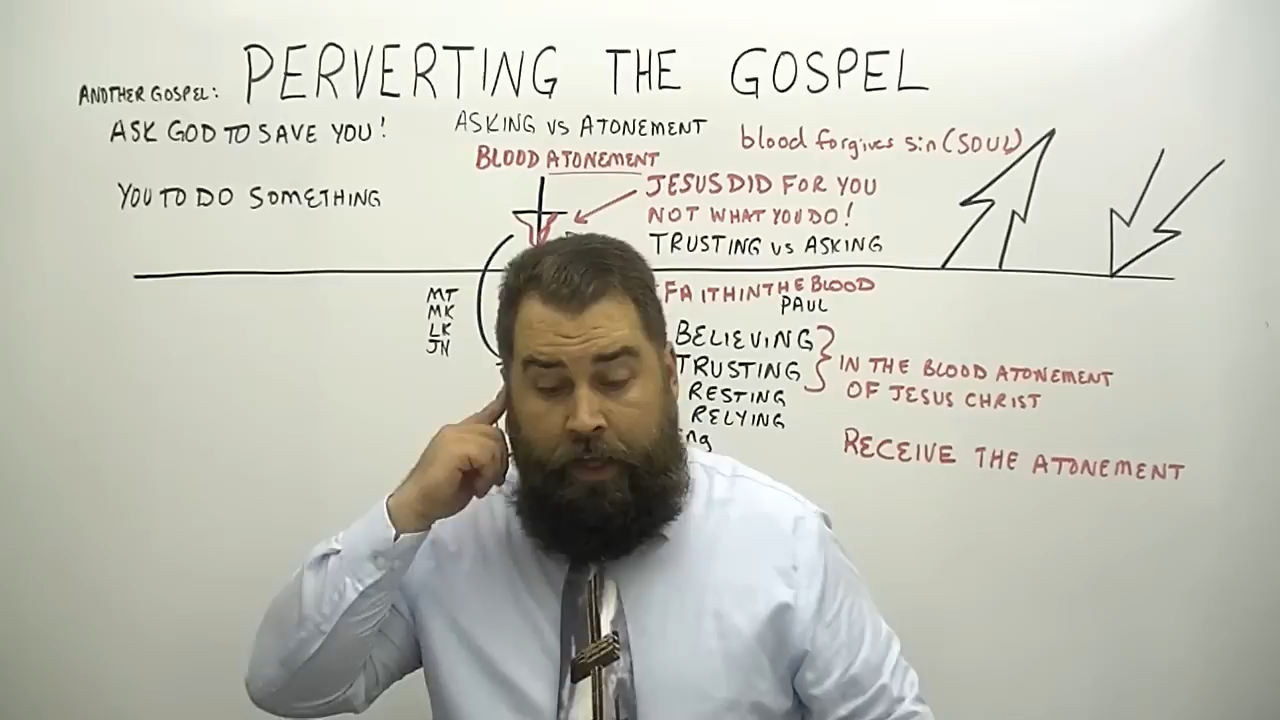 PERVERTING THE GOSPEL
ANOTHER GOSPEL:
ASK GOD TO SAVE YOU!
YOU TO DO SOMETHING
ASKING VS ATONEMENT
BLOOD ATONEMENT
blood forgives sin (SOUL)
JESUS DID FOR YOU
NOT WHAT YOU DO!
TRUSTING VS ASKING
MT
MK
LK
JN
FAITH IN THE BLOOD
PAUL
BELIEVING
TRUSTING
RESTING
RELYING
IN THE BLOOD ATONEMENT
OF JESUS CHRIST
RECEIVE THE ATONEMENT